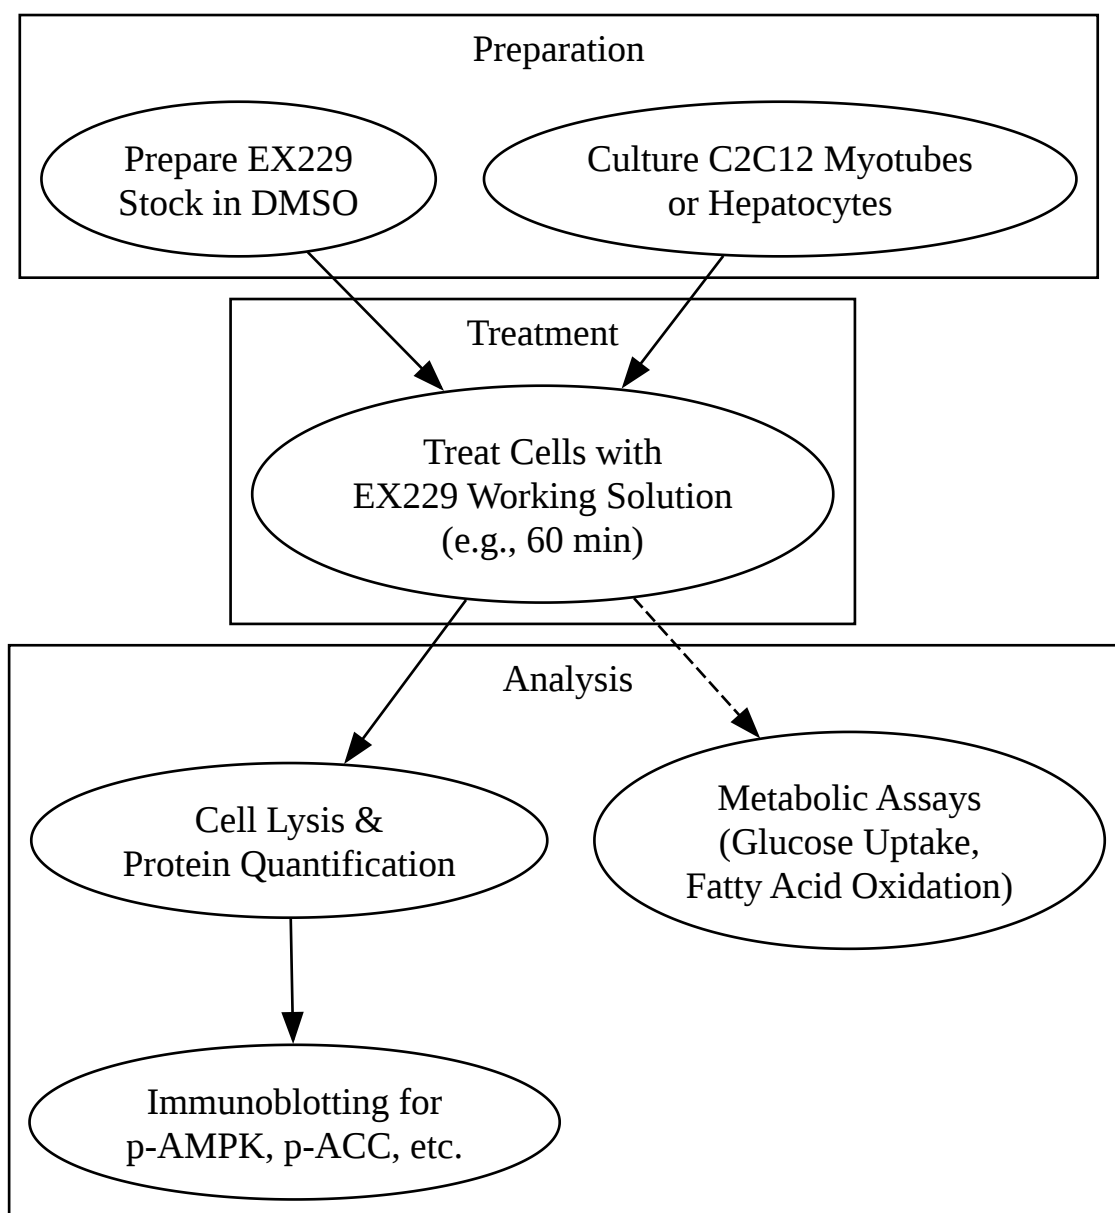 Preparation
Prepare EX229
Stock in DMSO
Culture C2C12 Myotubes
or Hepatocytes
Treatment
Treat Cells with
EX229 Working Solution
(e.g., 60 min)
Analysis
Cell Lysis &
Protein Quantification
Metabolic Assays
(Glucose Uptake,
Fatty Acid Oxidation)
Immunoblotting for
p-AMPK, p-ACC, etc.